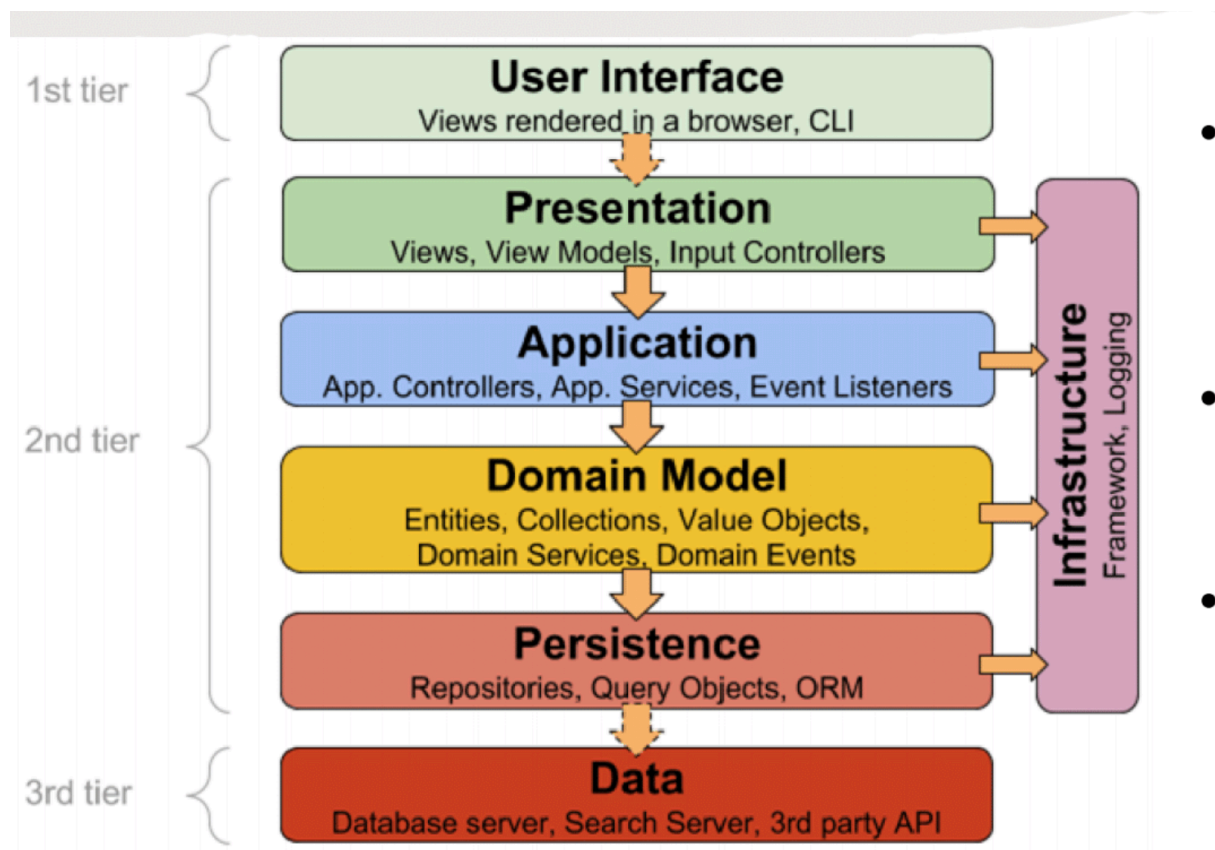 1st tier
User Interface
Views rendered in a browser, CLI
2nd tier
Presentation
Views, View Models, Input Controllers
Application
App. Controllers, App. Services, Event Listeners
Domain Model
Entities, Collections, Value Objects,
Domain Services, Domain Events
Persistence
Repositories, Query Objects, ORM
Infrastructure
Framework, Logging
3rd tier
Data
Database server, Search Server, 3rd party API